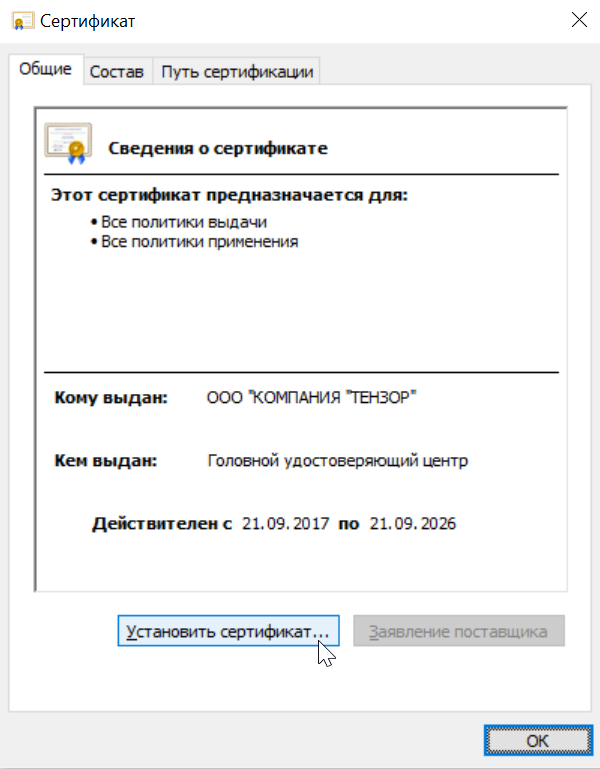 Сертификат
Общие Состав Путь сертификации
Сведения о сертификате
Этот сертификат предназначается для:
• Все политики выдачи
• Все политики применения
Кому выдан: ООО "КОМПАНИЯ "ТЕНЗОР"
Кем выдан: Головной удостоверяющий центр
Действителен с 21.09.2017 по 21.09.2026
Установить сертификат... Заявление поставщика
ОК